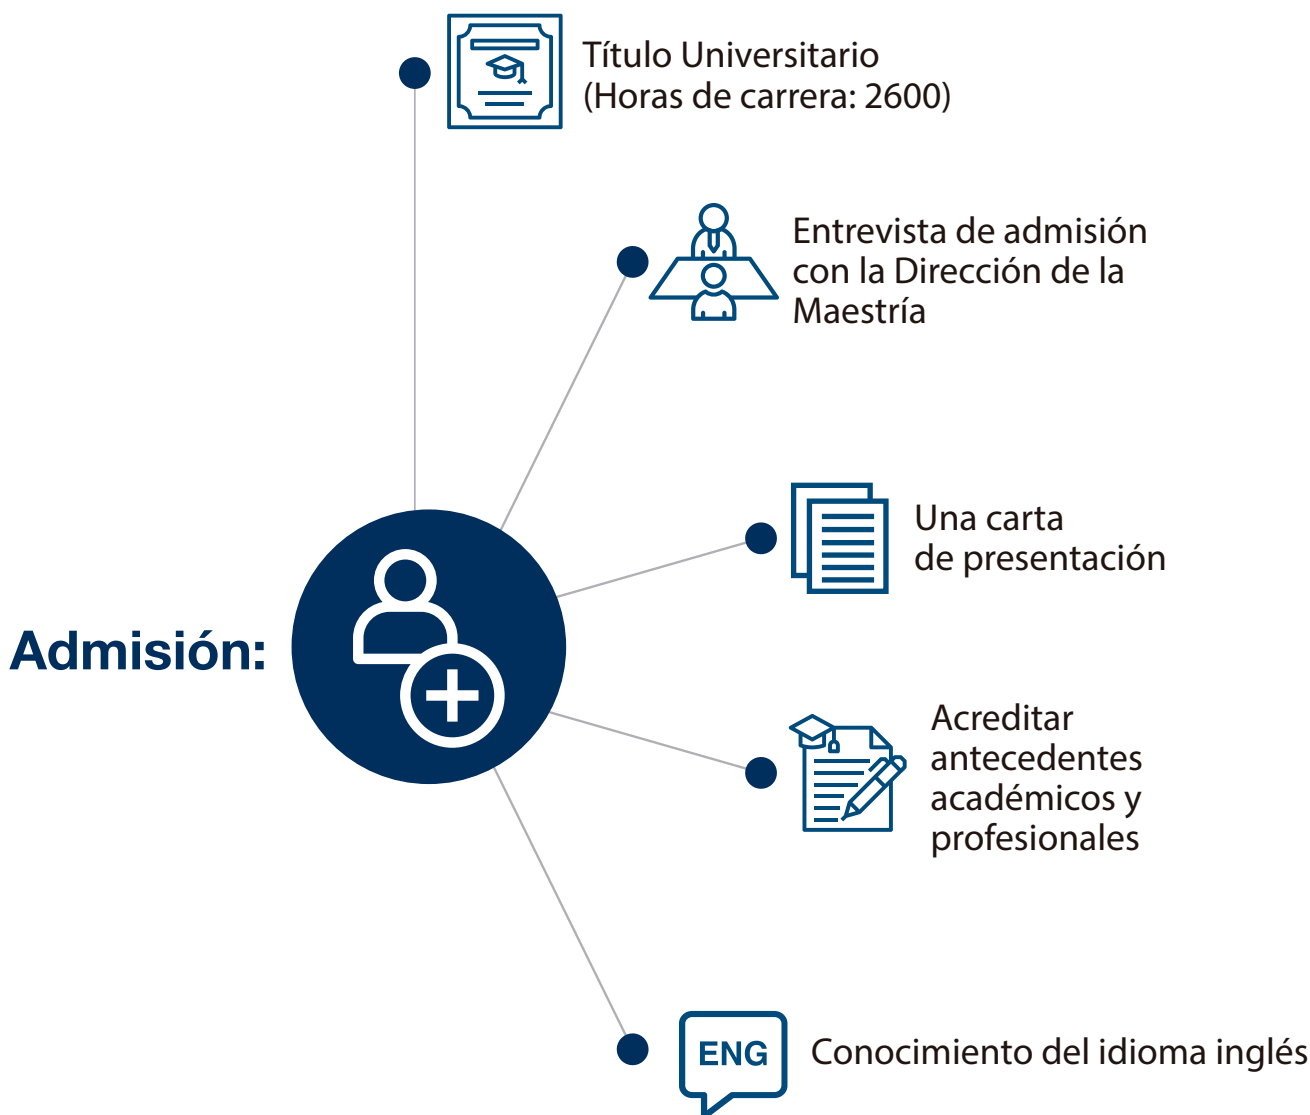 Título Universitario
(Horas de carrera: 2600)
Entrevista de admisión
con la Dirección de la
Maestría
Una carta
de presentación
Admisión:
Acreditar
antecedentes
académicos y
profesionales
ENG
Conocimiento del idioma inglés